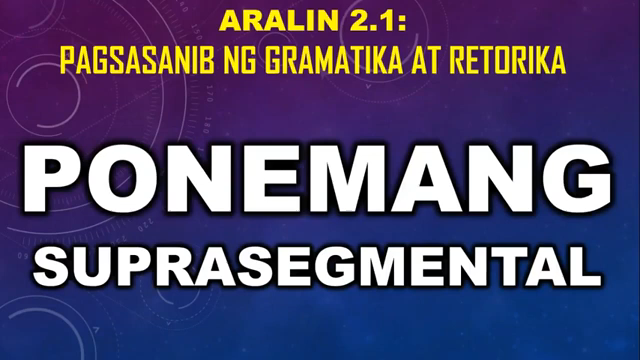 ARALIN 2.1:
PAGSASANIB NG GRAMATIKA AT RETORIKA
PONEMANG
SUPRASEGMENTAL